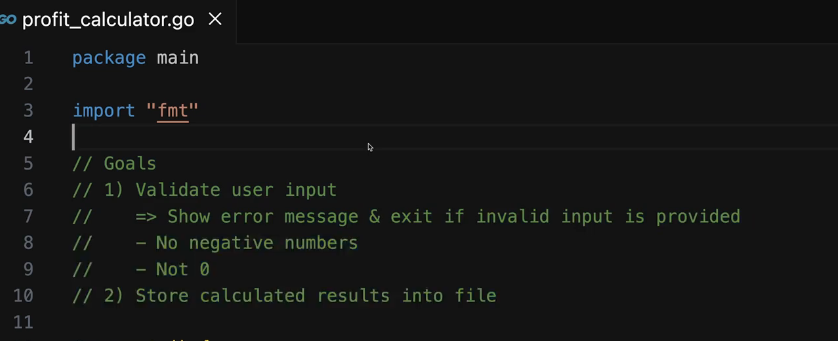 GO profit_calculator.go ×
1 package main
2
3 import "fmt"
4
5 // Goals
6 // 1) Validate user input
7 //    => Show error message & exit if invalid input is provided
8 //    - No negative numbers
9 //    - Not 0
10 // 2) Store calculated results into file
11